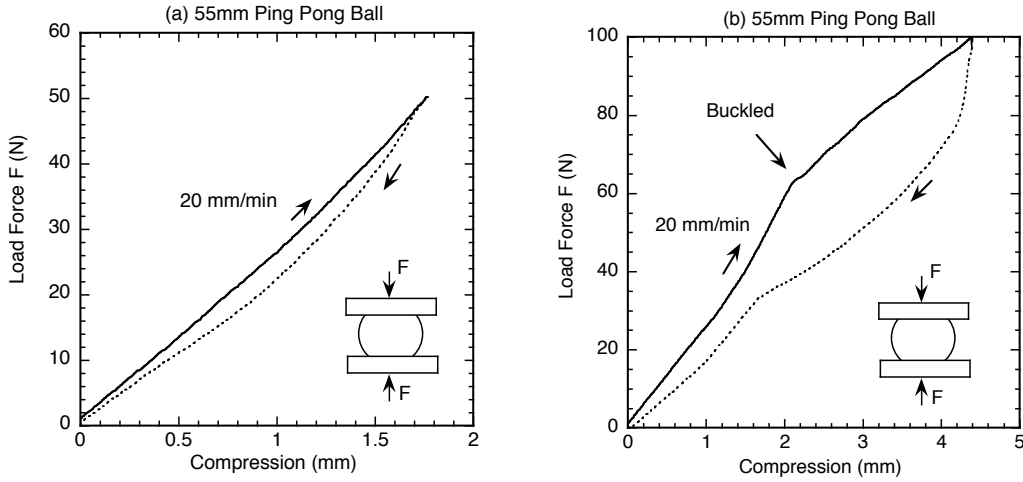 (a) 55mm Ping Pong Ball
60
50
40
30
20
10
0
Load Force F (N)
20 mm/min
F
F
0
0.5
1
1.5
2
Compression (mm)
(b) 55mm Ping Pong Ball
100
80
60
40
20
0
Load Force F (N)
Buckled
20 mm/min
F
F
0
1
2
3
4
5
Compression (mm)